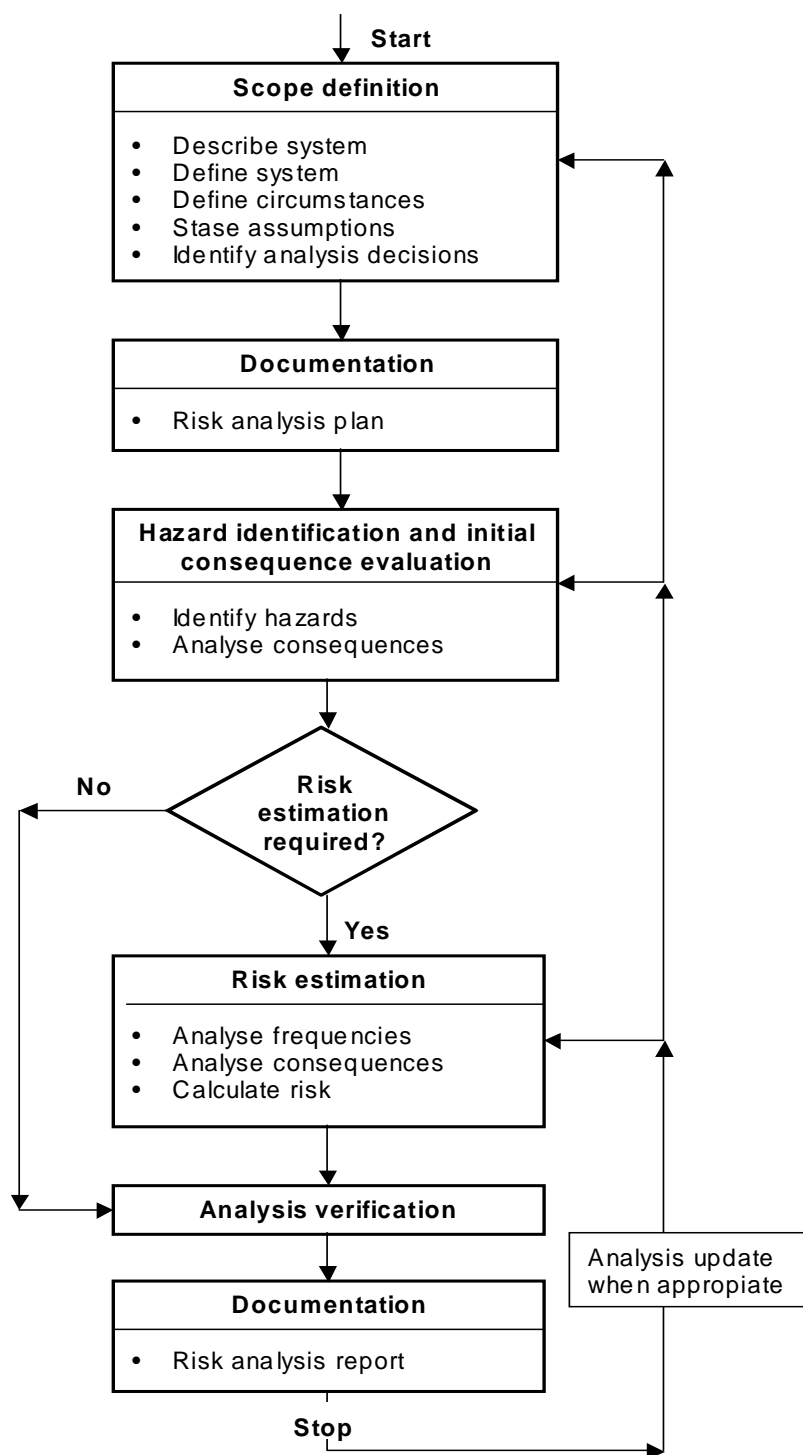 Start
Scope definition
• Describe system
• Define system
• Define circumstances
• Stase assumptions
• Identify analysis decisions
Documentation
• Risk analysis plan
Hazard identification and initial
consequence evaluation
• Identify hazards
• Analyse consequences
No
Risk
estimation
required?
Yes
Risk estimation
• Analyse frequencies
• Analyse consequences
• Calculate risk
Analysis verification
Analysis update
when appropiate
Documentation
• Risk analysis report
Stop